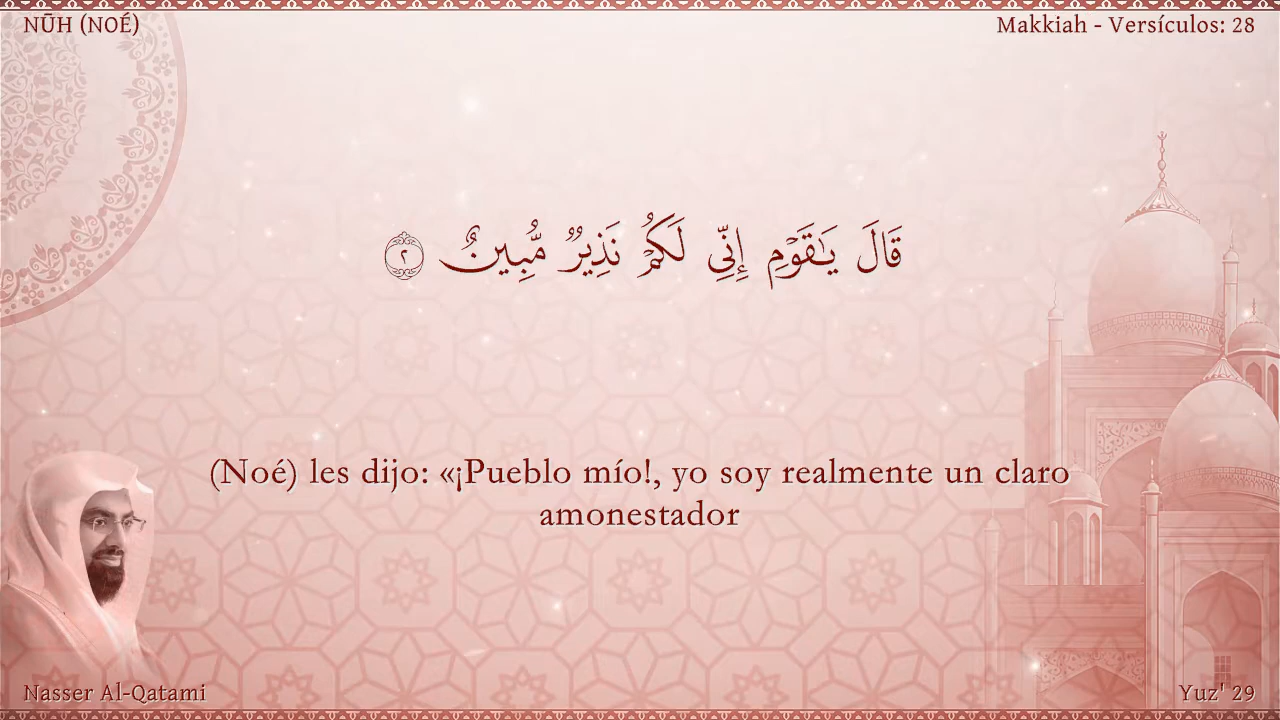 NŪH (NOÉ)
Makkiah - Versículos: 28
قَالَ يَـٰقَوْمِ إِنِّى لَكُمْ نَذِيرٌ مُّبِينٌ ٢
(Noé) les dijo: «¡Pueblo mío!, yo soy realmente un claro
amonestador
Nasser Al-Qatami
Yuz' 29